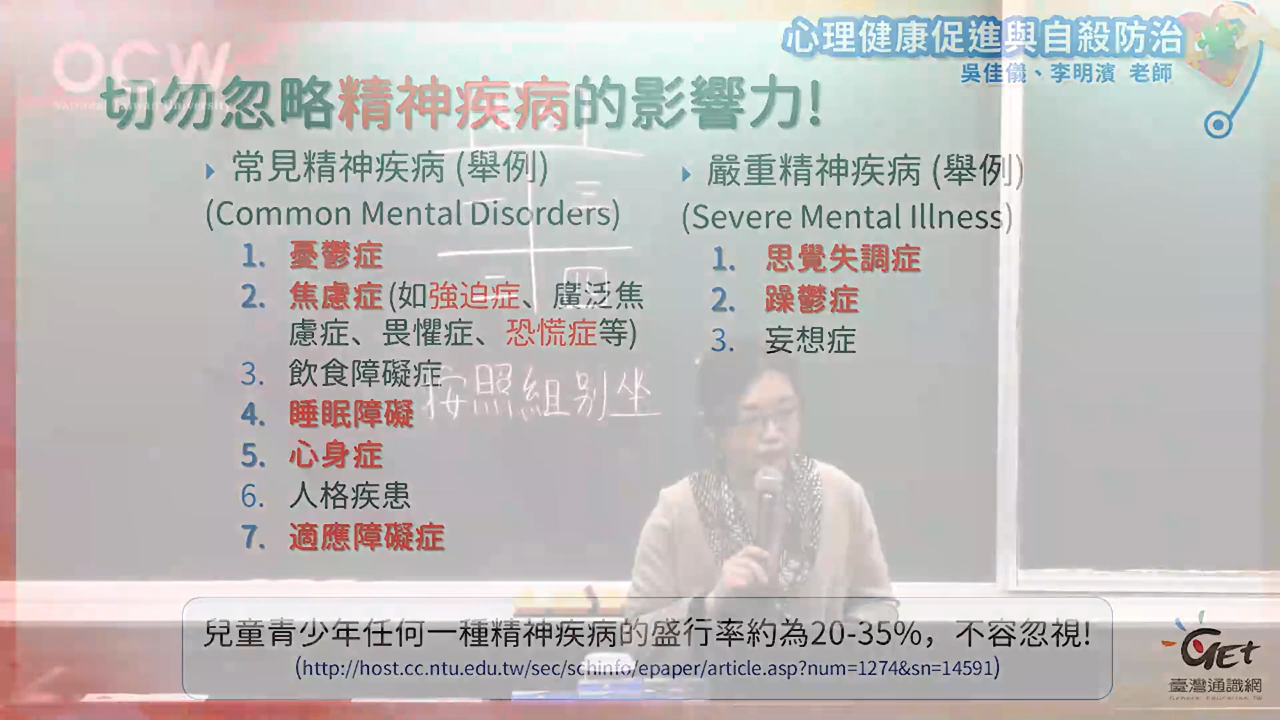 OCW
National Taiwan University
心理健康促進與自殺防治
吳佳儀、李明濱 老師
切勿忽略精神疾病的影響力!
常見精神疾病 (舉例)
(Common Mental Disorders)
1. 憂鬱症
2. 焦慮症 (如強迫症、廣泛焦
慮症、畏懼症、恐慌症等)
3. 飲食障礙症
4. 睡眠障礙
5. 心身症
6. 人格疾患
7. 適應障礙症
嚴重精神疾病 (舉例)
(Severe Mental Illness)
1. 思覺失調症
2. 躁鬱症
3. 妄想症
二
四
按照組別坐
兒童青少年任何一種精神疾病的盛行率約為20-35%，不容忽視!
(http://host.cc.ntu.edu.tw/sec/schinfo/epaper/article.asp?num=1274&sn=14591)
GET
臺灣通識網